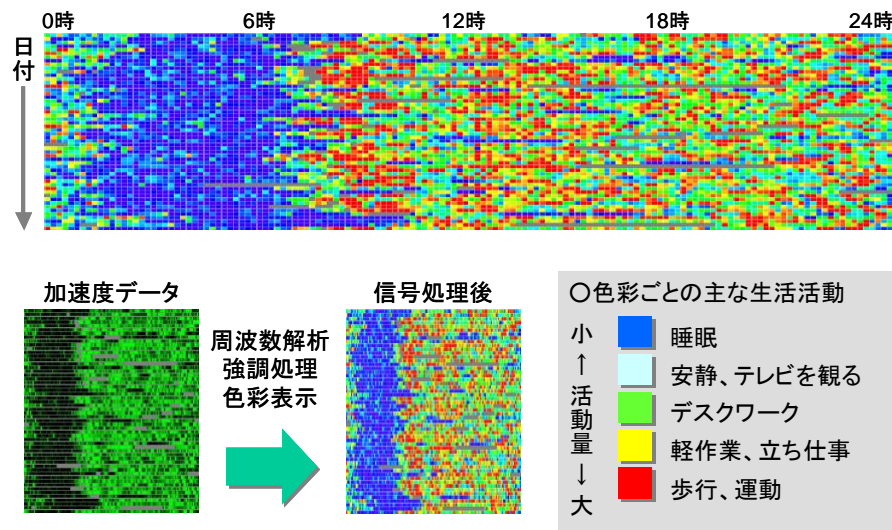 0時 6時 12時 18時 24時
日付
加速度データ
信号処理後
周波数解析
強調処理
色彩表示
○色彩ごとの主な生活活動
小↑活動量↓大
睡眠
安静、テレビを観る
デスクワーク
軽作業、立ち仕事
歩行、運動